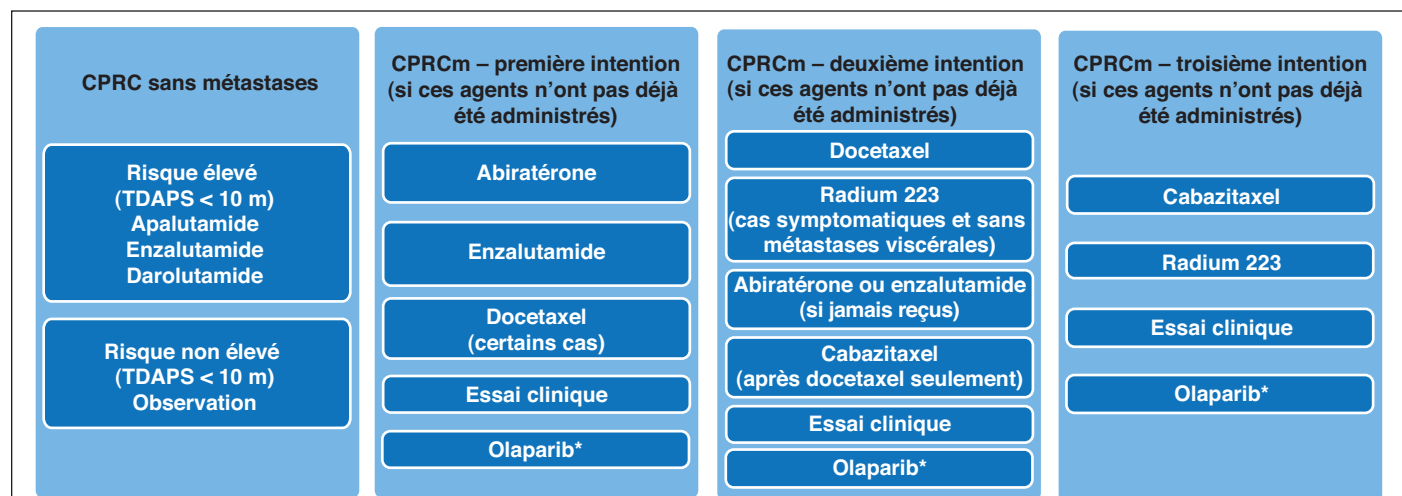 CPRC sans métastases
Risque élevé
(TDAPS < 10 m)
Apalutamide
Enzalutamide
Darolutamide
Risque non élevé
(TDAPS < 10 m)
Observation
CPRCm – première intention
(si ces agents n’ont pas déjà
été administrés)
Abiratérone
Enzalutamide
Docetaxel
(certains cas)
Essai clinique
Olaparib*
CPRCm – deuxième intention
(si ces agents n’ont pas déjà
été administrés)
Docetaxel
Radium 223
(cas symptomatiques et sans
métastases viscérales)
Abiratérone ou enzalutamide
(si jamais reçus)
Cabazitaxel
(après docetaxel seulement)
Essai clinique
Olaparib*
CPRCm – troisième intention
(si ces agents n’ont pas déjà
été administrés)
Cabazitaxel
Radium 223
Essai clinique
Olaparib*